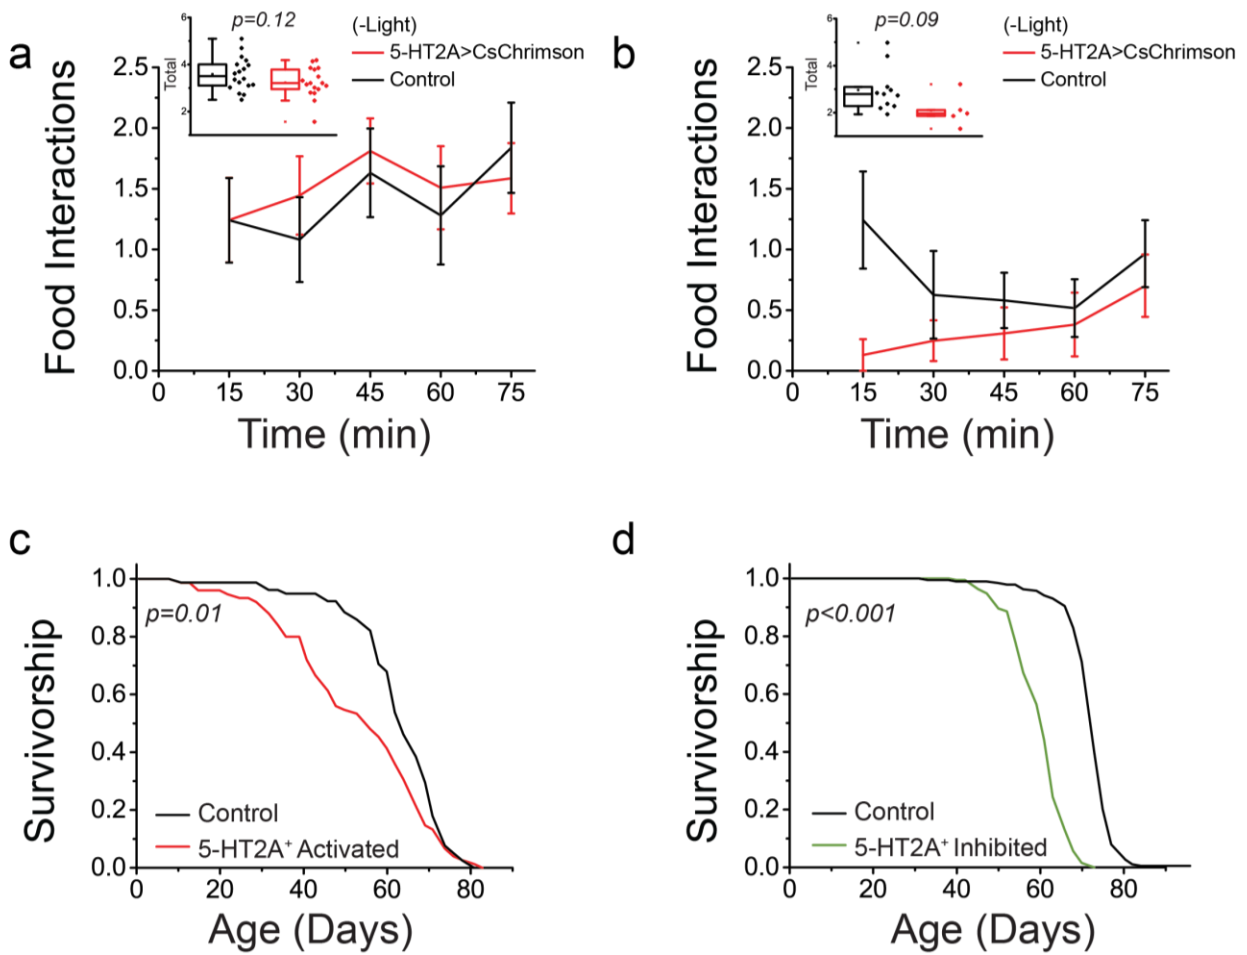 a
Total
6
4
2
p=0.12
(-Light)
5-HT2A>CsChrimson
Control
Food Interactions
2.5
2.0
1.5
1.0
0.5
0.0
0 15 30 45 60 75
Time (min)
b
Total
6
4
2
p=0.09
(-Light)
5-HT2A>CsChrimson
Control
Food Interactions
2.5
2.0
1.5
1.0
0.5
0.0
0 15 30 45 60 75
Time (min)
c
Survivorship
1.0
0.8
0.6
0.4
0.2
0.0
p=0.01
Control
5-HT2A⁺ Activated
0 20 40 60 80
Age (Days)
d
Survivorship
1.0
0.8
0.6
0.4
0.2
0.0
p<0.001
Control
5-HT2A⁺ Inhibited
0 20 40 60 80
Age (Days)